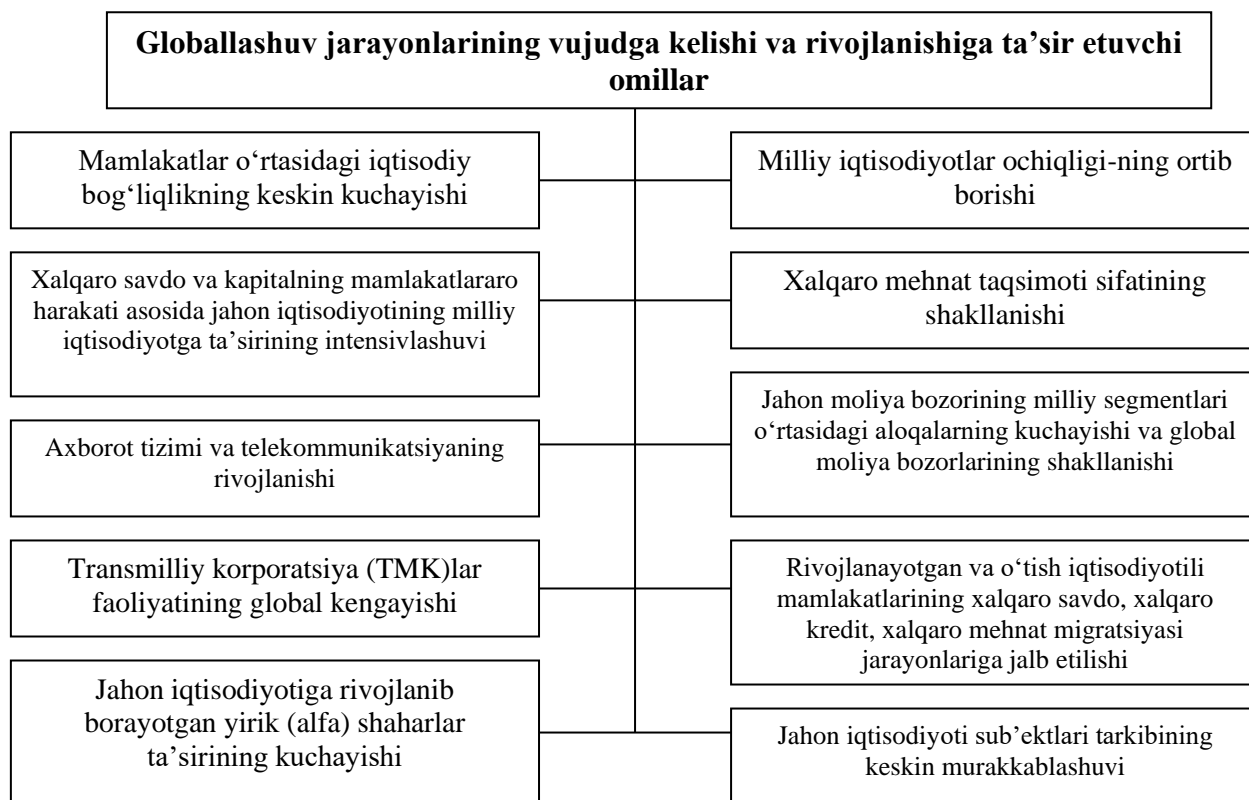 Globallashuv jarayonlarining vujudga kelishi va rivojlanishiga ta’sir etuvchi
omillar
Mamlakatlar o‘rtasidagi iqtisodiy
bog‘liqlikning keskin kuchayishi
Milliy iqtisodiyotlar ochiqligi-ning ortib
borishi
Xalqaro savdo va kapitalning mamlakatlararo
harakati asosida jahon iqtisodiyotining milliy
iqtisodiyotga ta’sirining intensivlashuvi
Xalqaro mehnat taqsimoti sifatining
shakllanishi
Axborot tizimi va telekommunikatsiyaning
rivojlanishi
Jahon moliya bozorining milliy segmentlari
o‘rtasidagi aloqalarning kuchayishi va global
moliya bozorlarining shakllanishi
Transmilliy korporatsiya (TMK)lar
faoliyatining global kengayishi
Rivojlanayotgan va o‘tish iqtisodiyotili
mamlakatlarining xalqaro savdo, xalqaro
kredit, xalqaro mehnat migratsiyasi
jarayonlariga jalb etilishi
Jahon iqtisodiyotiga rivojlanib
borayotgan yirik (alfa) shaharlar
ta’sirining kuchayishi
Jahon iqtisodiyoti sub’ektlari tarkibining
keskin murakkablashuvi